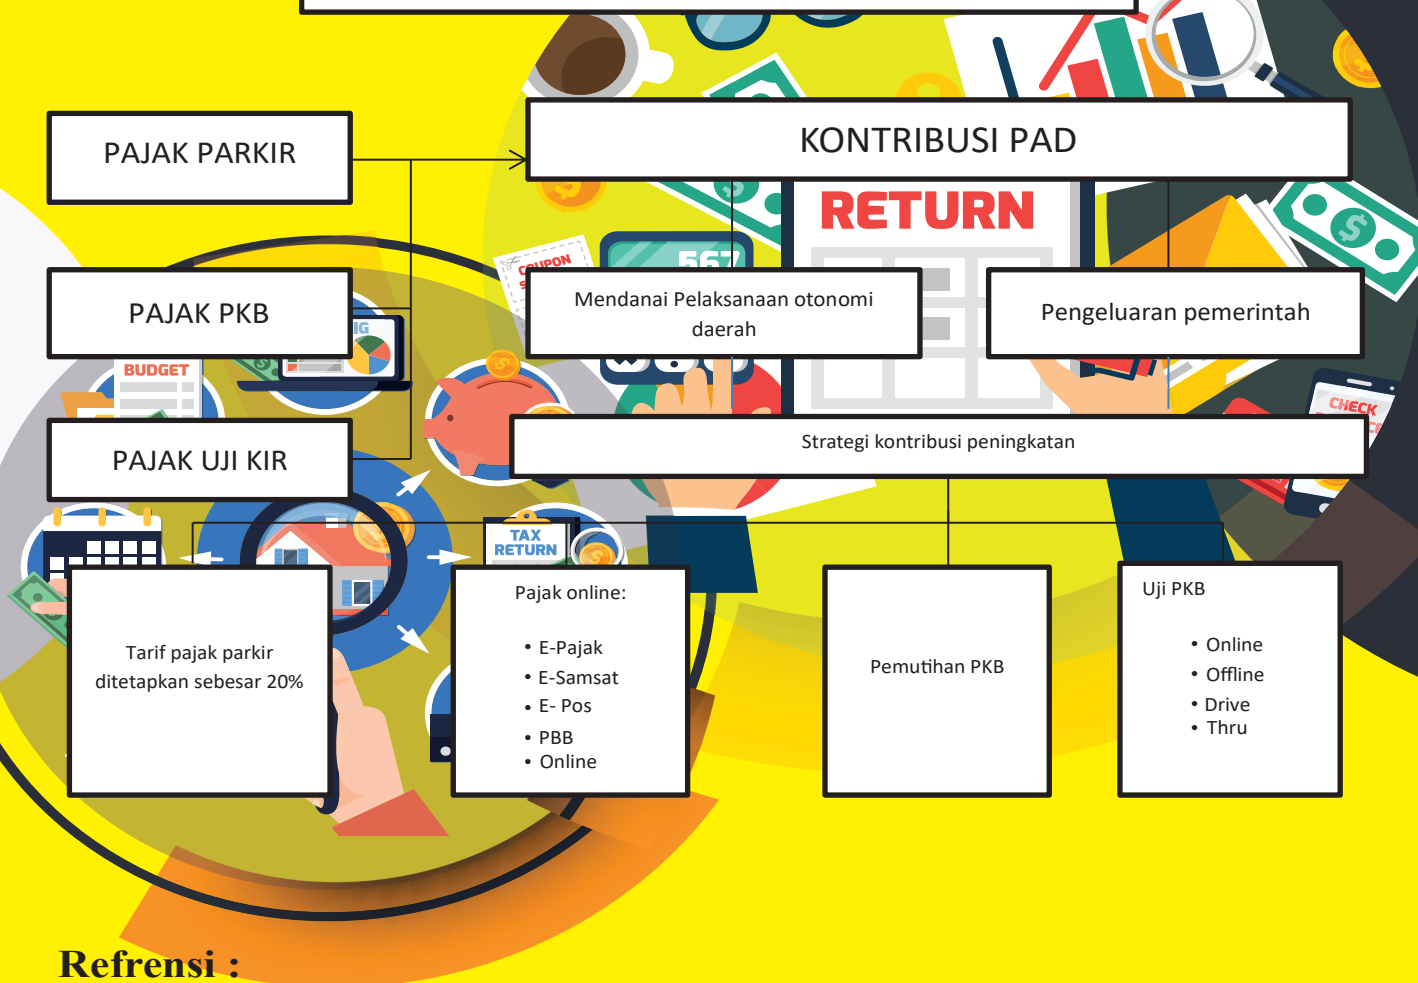 PAJAK PARKIR
KONTRIBUSI PAD
RETURN
COUPON
567
PAJAK PKB
Mendanai Pelaksanaan otonomi
daerah
Pengeluaran pemerintah
BUDGET
CHECK
PAJAK UJI KIR
Strategi kontribusi peningkatan
TAX
RETURN
Tarif pajak parkir
ditetapkan sebesar 20%
Pajak online:
• E-Pajak
• E-Samsat
• E- Pos
• PBB
• Online
Pemutihan PKB
Uji PKB
• Online
• Offline
• Drive
• Thru
Refrensi :